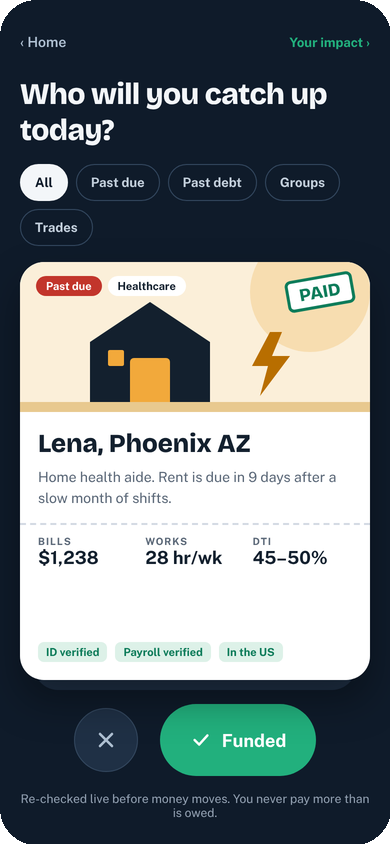 ‹ Home
Your impact ›
Who will you catch up
today?
All
Past due
Past debt
Groups
Trades
Past due
Healthcare
PAID
Lena, Phoenix AZ
Home health aide. Rent is due in 9 days after a
slow month of shifts.
BILLS
WORKS
DTI
$1,238
28 hr/wk
45–50%
ID verified
Payroll verified
In the US
Funded
Re-checked live before money moves. You never pay more than
is owed.